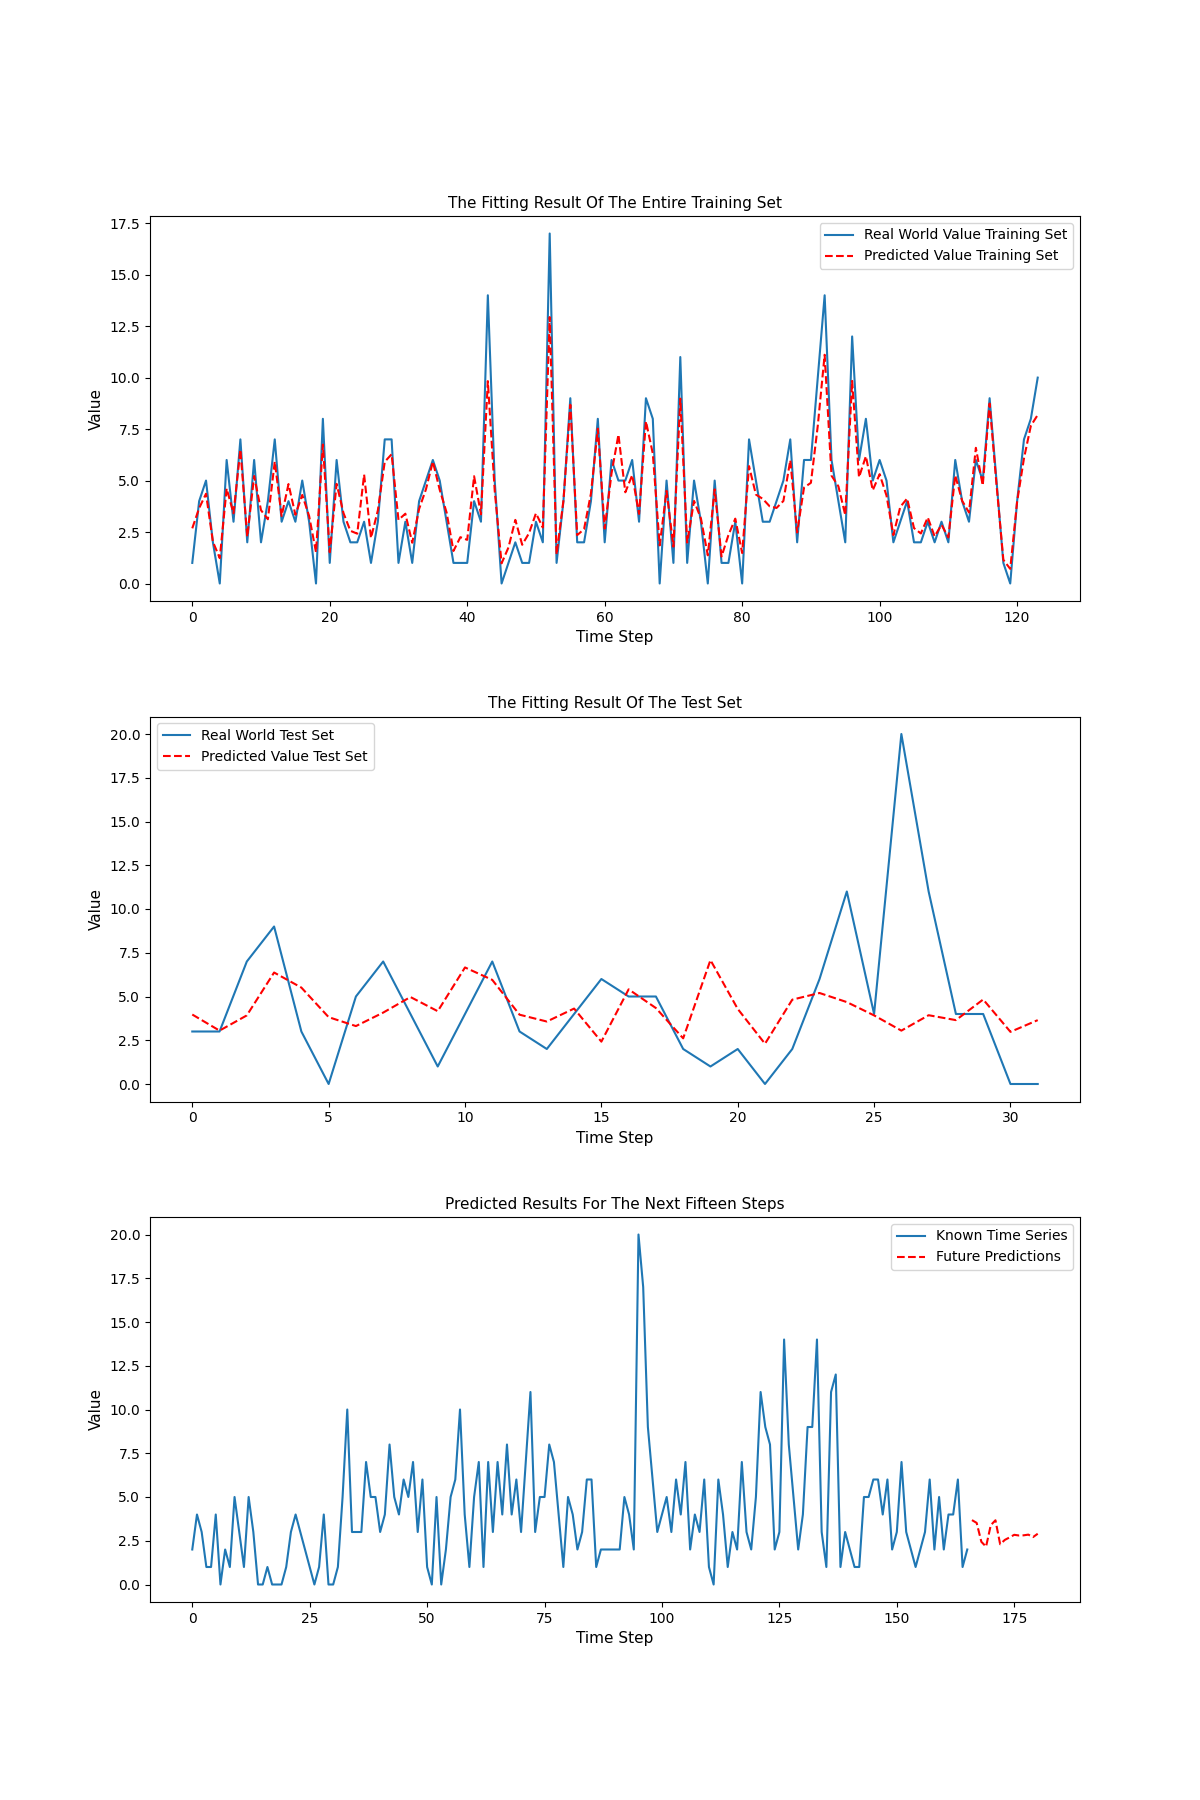 The Fitting Result Of The Entire Training Set
17.5
15.0
12.5
10.0
7.5
5.0
2.5
0.0
Value
Real World Value Training Set
Predicted Value Training Set
0 20 40 60 80 100 120
Time Step
The Fitting Result Of The Test Set
20.0
17.5
15.0
12.5
10.0
7.5
5.0
2.5
0.0
Value
Real World Test Set
Predicted Value Test Set
0 5 10 15 20 25 30
Time Step
Predicted Results For The Next Fifteen Steps
20.0
17.5
15.0
12.5
10.0
7.5
5.0
2.5
0.0
Value
Known Time Series
Future Predictions
0 25 50 75 100 125 150 175
Time Step